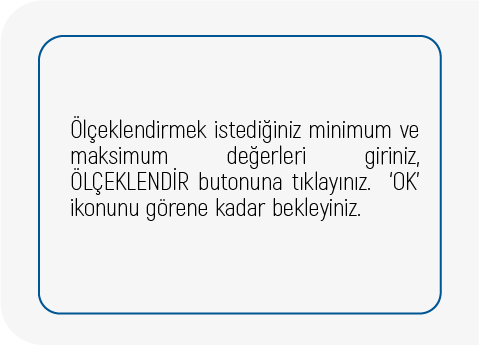 Ölçeklendirmek istediğiniz minimum ve
maksimum değerleri giriniz,
ÖLÇEKLENDİR butonuna tıklayınız. ‘OK’
ikonunu görene kadar bekleyiniz.